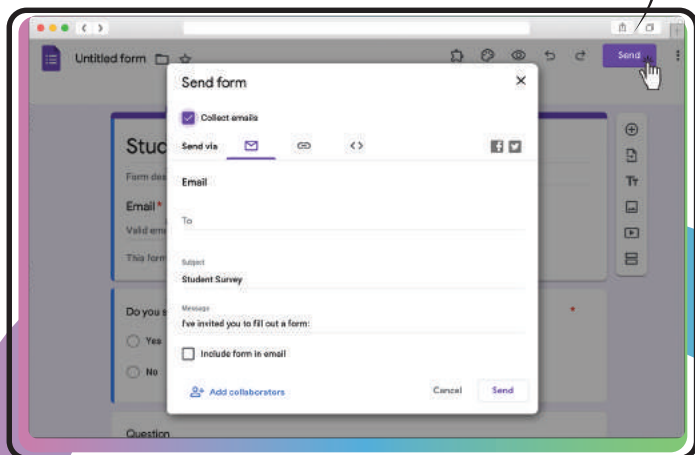 Untitled form
Send
Send form
Collect emails
Send via
Email
To
Subject
Student Survey
Message
I've invited you to fill out a form:
Include form in email
Add collaborators
Cancel
Send
Stuc
Form des
Email*
Valid ema
This form
Tт
Do you s
*
Yes
No
Question